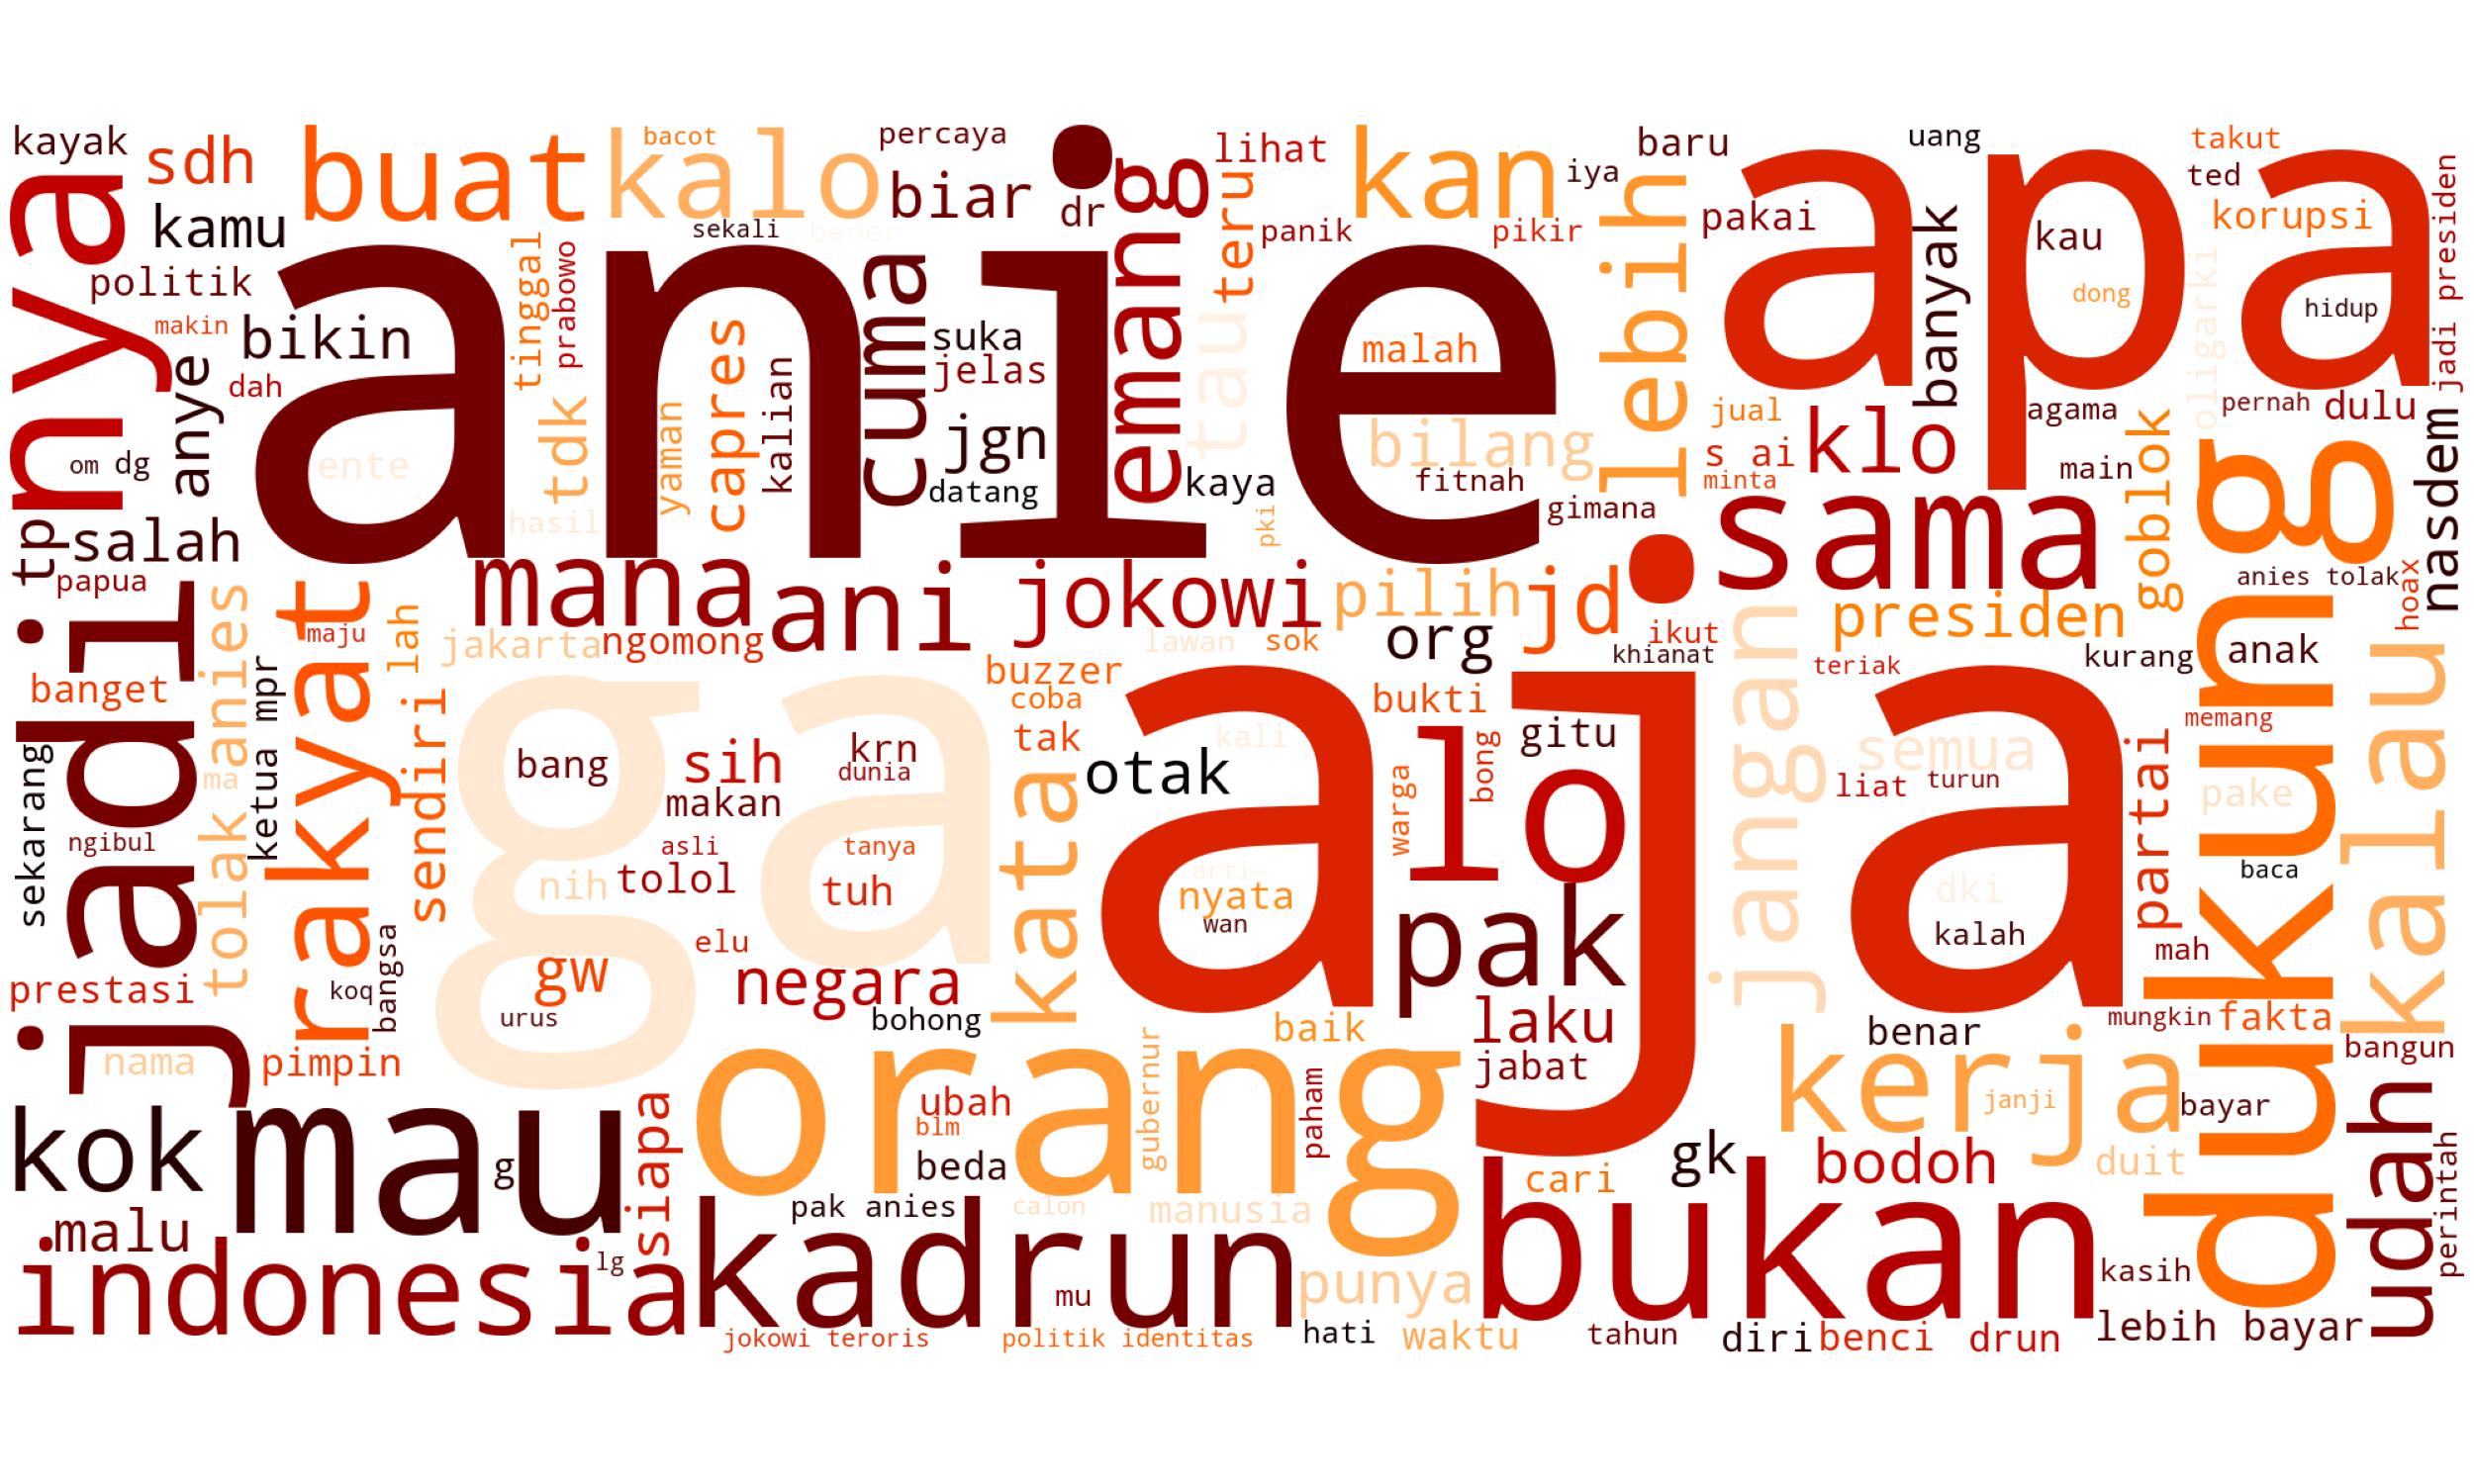 kayak
sdh
buat
kalo
bacot
percaya
biar
dr
emang
lihat
teru
kan
iya
baru
uang
takut
ted
korupsi
jadi presiden
nya
kamu
politik
makin
bikin
anye
dah
om
dg
sekali
bener
tinggal
prabowo
anie
cuma
suka
jelas
jgn
datang
tau
panik
pikir
lebih
pakai
banyak
apa
kau
dong
hidup
oligarki
malah
bilang
fitnah
kaya
gimana
pki
ente
hasil
tdk
yaman
capres
kalian
jual
s ai
minta
klo
agama
main
pernah
dulu
goblok
nasdem
tp
salah
papua
mana
ani
jokowi
pilih
jd
sama
presiden
anies tolak
hoax
jadi
rakyat
maju
lah
jakarta
ngomong
lawan
sok
org
ikut
khianat
teriak
kurang
anak
banget
tolak anies
ma
ketua mpr
sendiri
ga
buzzer
coba
tak
bukti
aja
kali
otak
lo
bong
gitu
warga
jangan
semua
liat
turun
partai
memang
pake
dukung
kalau
sekarang
ngibul
bang
sih
krn
dunia
makan
asli
tanya
nih
tolol
tuh
kata
arti
nyata
wan
pak
dki
kalah
baca
mah
prestasi
koq
bangsa
gw
elu
negara
urus
bohong
baik
laku
jabat
benar
mungkin
fakta
bangun
nama
pimpin
kok
mau
g
siapa
orang
ubah
blm
beda
gubernur
paham
kerja
janji
bayar
duit
gk
bodoh
cari
malu
indonesia
lg
kadrun
pak anies
calon
manusia
mu
punya
bukan
kasih
udah
perintah
jokowi teroris
politik identitas
hati
waktu
tahun
diri
benci
drun
lebih bayar